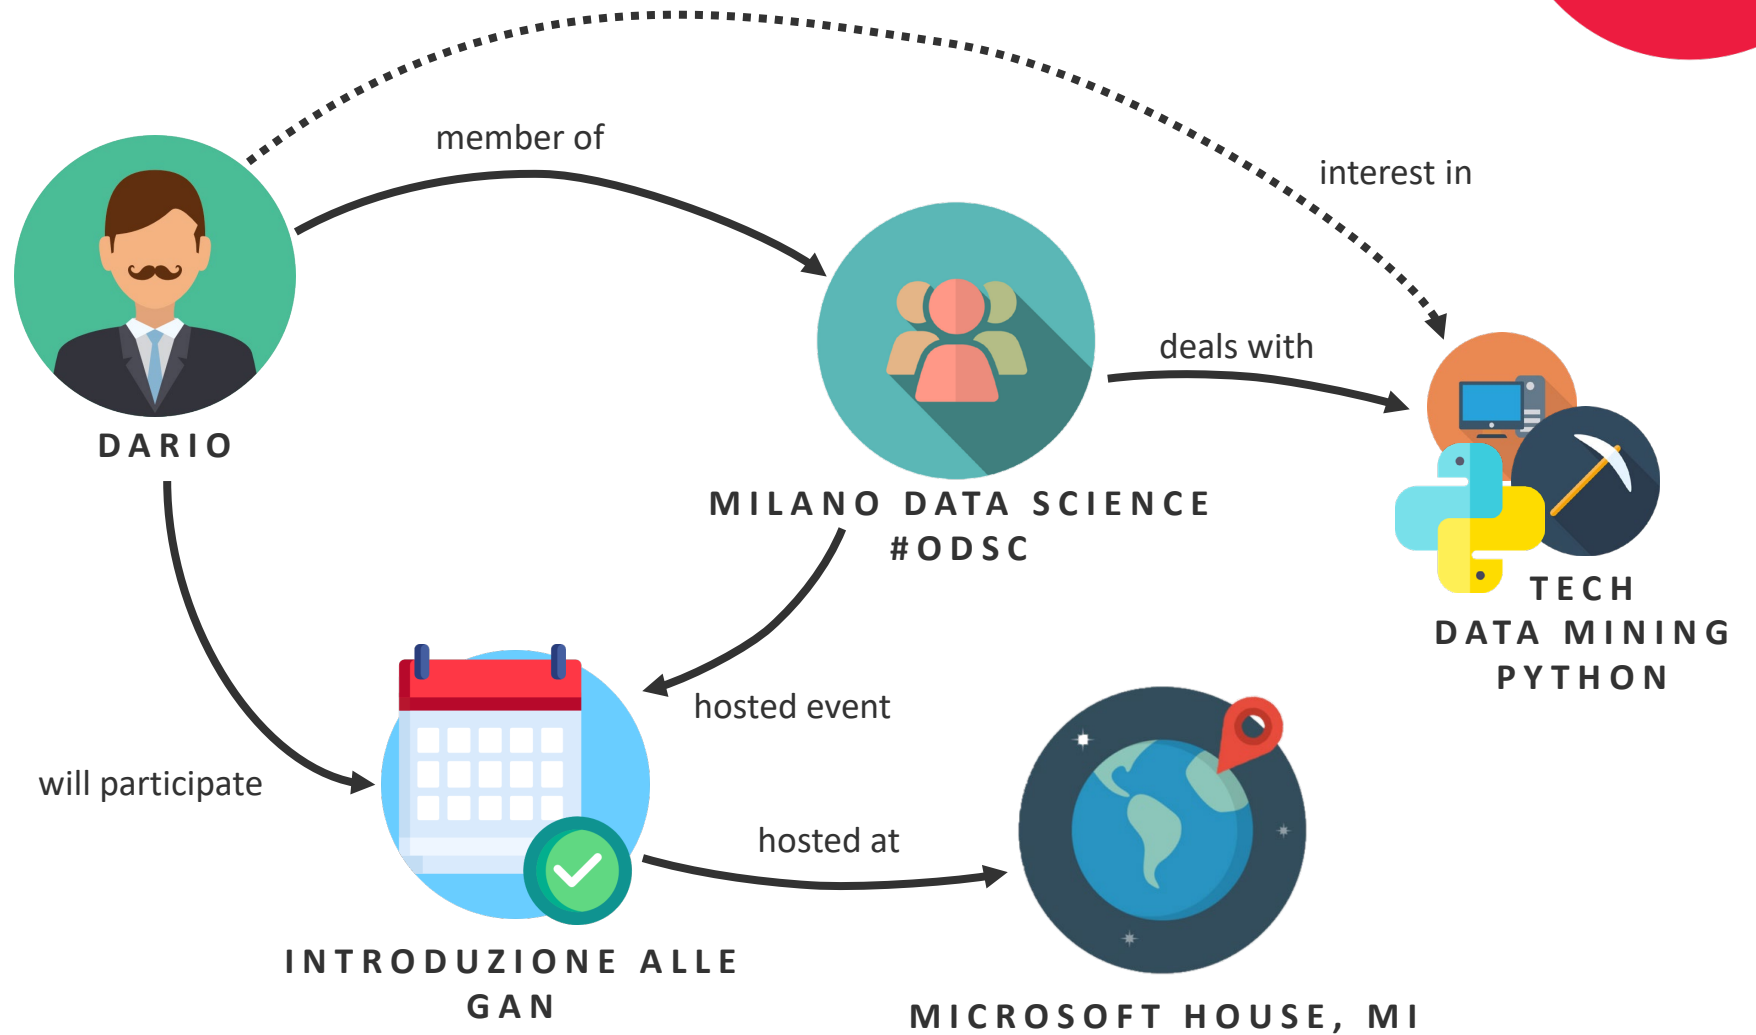 member of
interest in
deals with
DARIO
MILANO DATA SCIENCE
#ODSC
TECH
DATA MINING
PYTHON
hosted event
will participate
hosted at
INTRODUZIONE ALLE
GAN
MICROSOFT HOUSE, MI